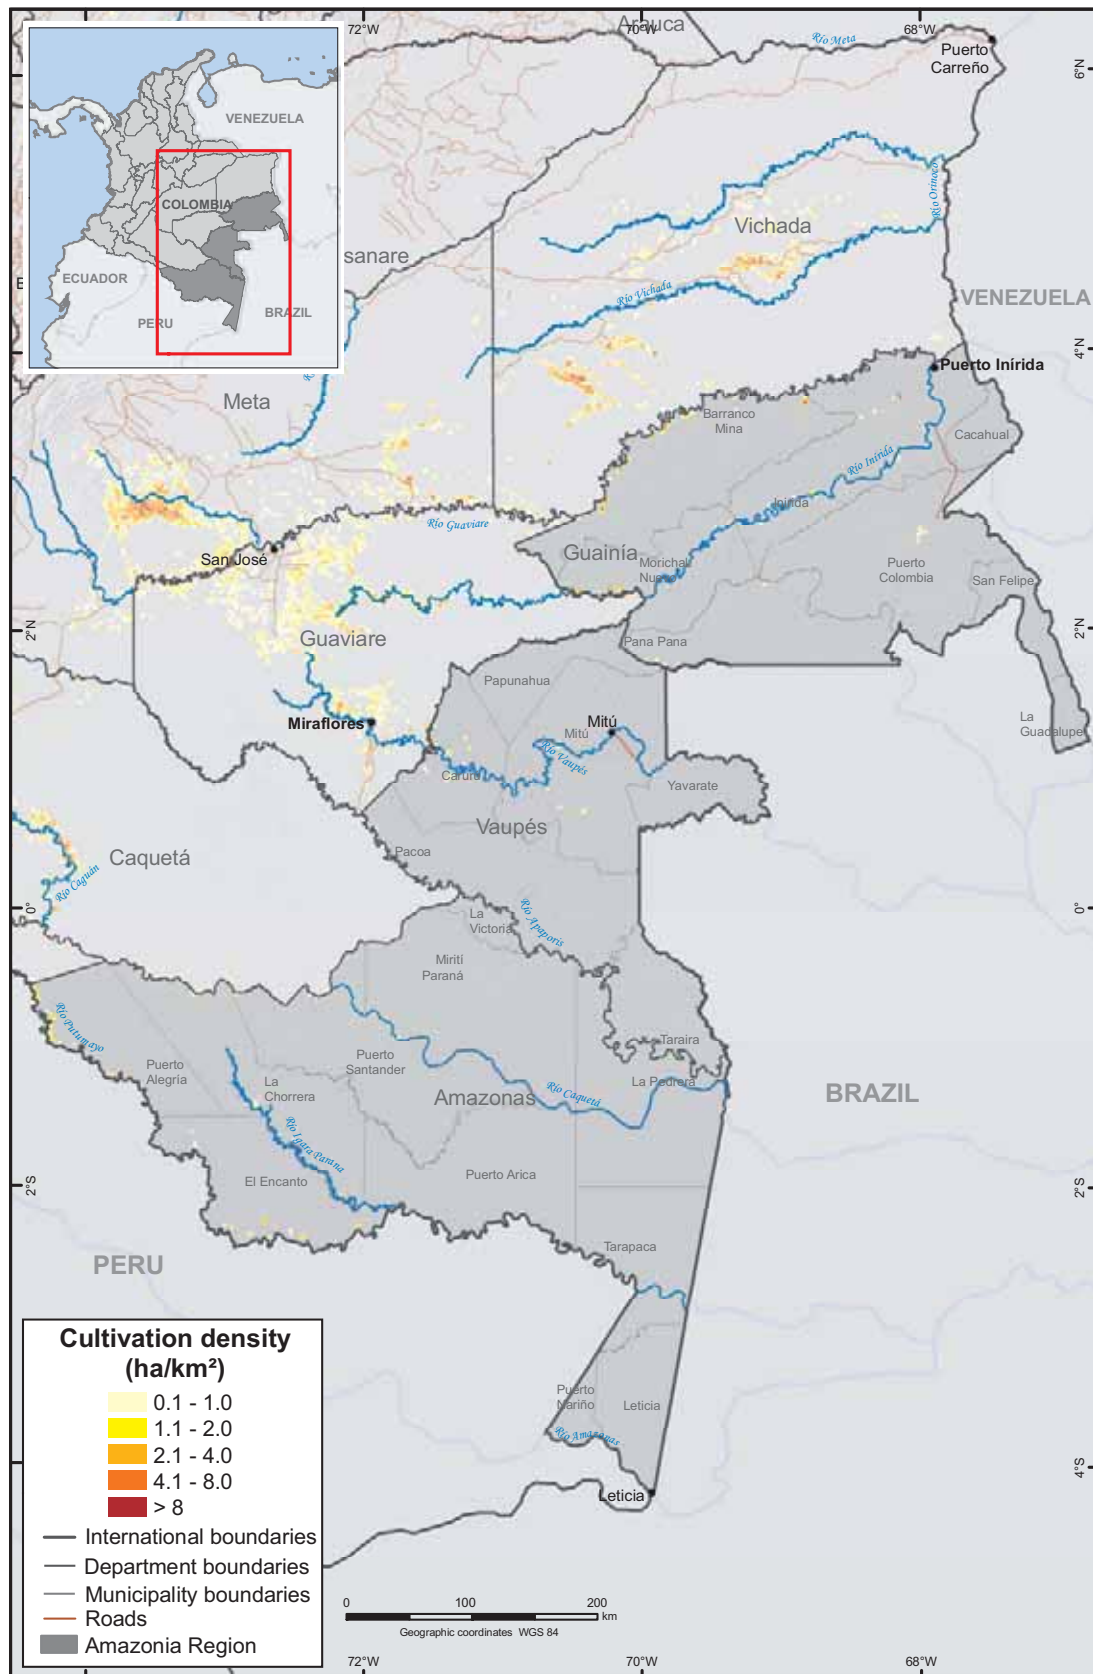 72°W
70°W
68°W
Arauca
Río Meta
Puerto
Carreño
6°N
VENEZUELA
COLOMBIA
ECUADOR
PERU
BRAZIL
Río Orinoco
Vichada
sanare
Río Vichada
VENEZUELA
4°N
Puerto Inírida
Meta
Barranco
Mina
Cacahual
Río Inírida
Inírida
Río Guaviare
San José
Guainía
Morichal
Nuevo
Puerto
Colombia
San Felipe
2°N
Guaviare
Pana Pana
2°N
Papunahua
Miraflores
Mitú
Mitú
Río Vaupés
La
Guadalupe
Caruru
Yavarate
Vaupés
Caquetá
Pacoa
Río Caguán
0°
La
Victoria
Río Apaporis
0°
Mirití
Paraná
Río Putumayo
Puerto
Alegría
La
Chorrera
Puerto
Santander
Taraira
La Pedrera
Amazonas
Río Caquetá
BRAZIL
Río Igara Parana
El Encanto
Puerto Arica
2°S
2°S
PERU
Tarapaca
Cultivation density
(ha/km²)
0.1 - 1.0
1.1 - 2.0
2.1 - 4.0
4.1 - 8.0
> 8
International boundaries
Department boundaries
Municipality boundaries
Roads
Amazonia Region
Puerto
Nariño
Leticia
Río Amazonas
Leticia
4°S
0 100 200
km
Geographic coordinates WGS 84
72°W
70°W
68°W